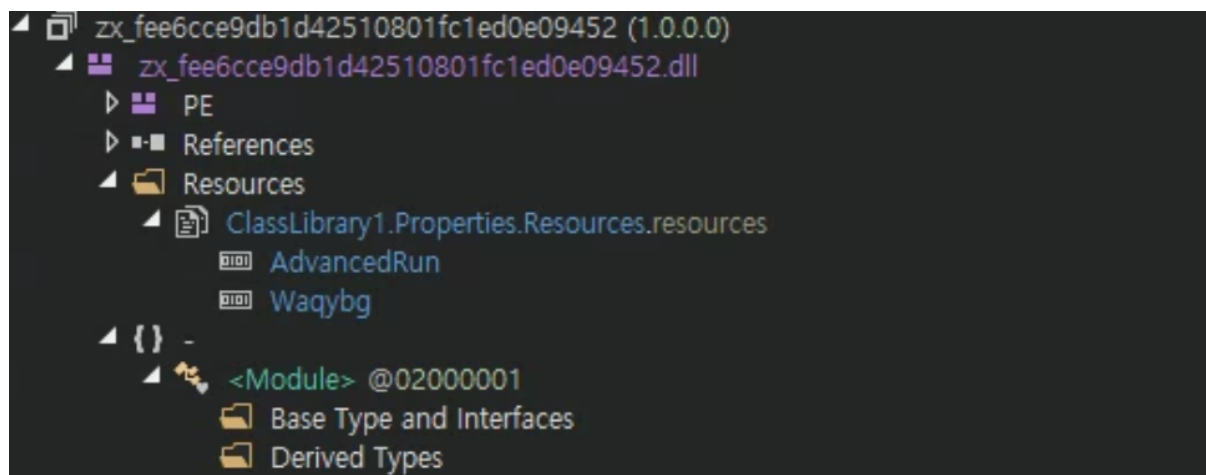 zx_fee6cce9db1d42510801fc1ed0e09452 (1.0.0.0)
zx_fee6cce9db1d42510801fc1ed0e09452.dll
PE
References
Resources
ClassLibrary1.Properties.Resources.resources
AdvancedRun
Waqybg
{ } -
<Module> @02000001
Base Type and Interfaces
Derived Types